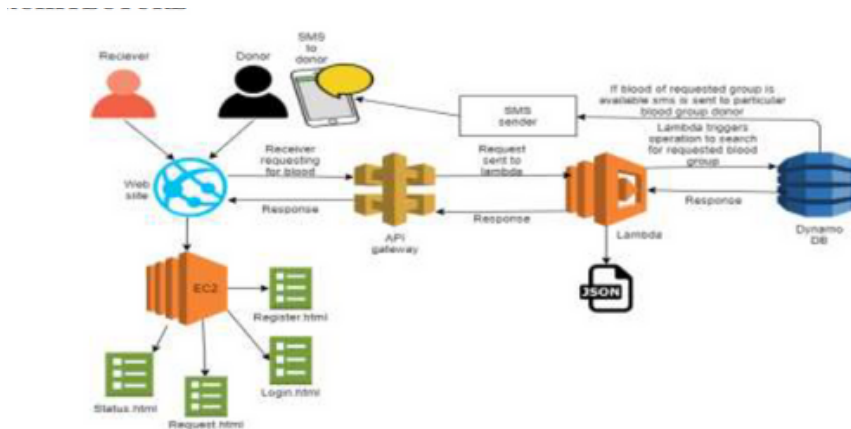 SMS
to
donor
Reciever
Donor
If blood of requested group is
available sms is sent to particular
blood group donor
SMS
sender
Lambda triggers
operation to search
for requested blood
group
Receiver
requesting
for blood
Request
sent to
lambda
Web
site
Response
Response
Response
API
gateway
Lambda
Dynamo
DB
EC2
JSON
Register.html
Login.html
Status.html
Request.html